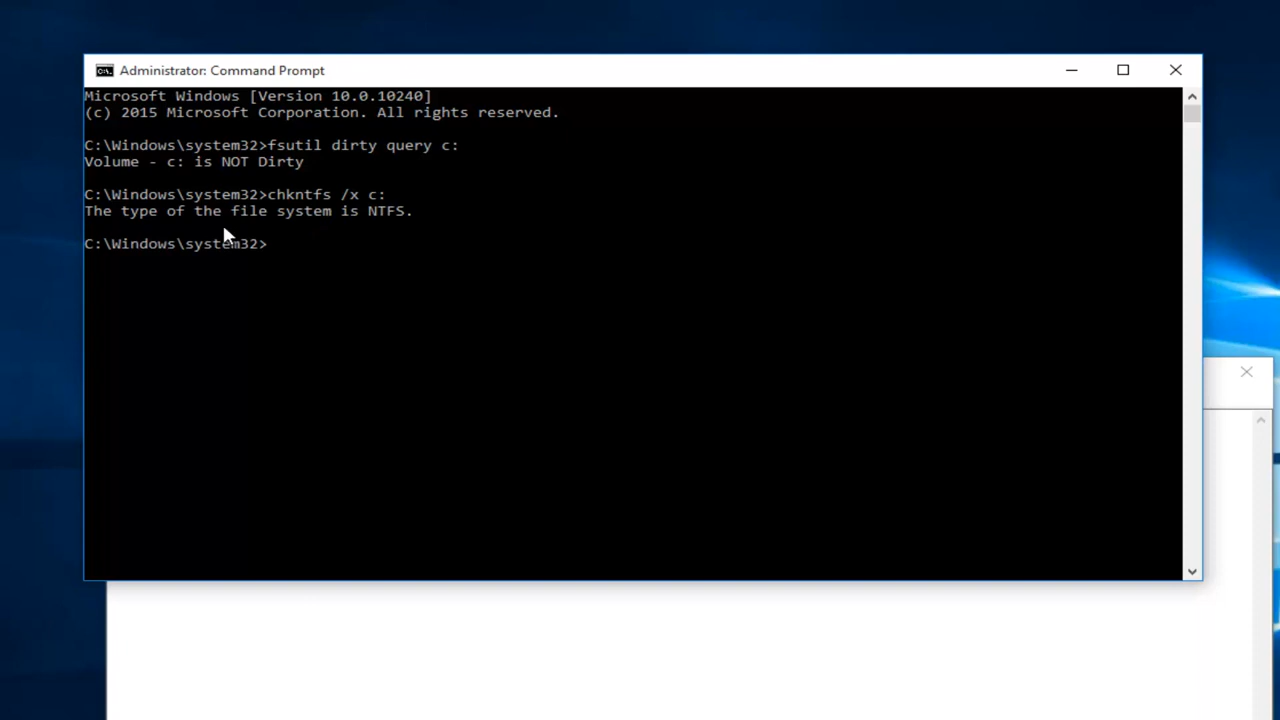 Administrator: Command Prompt
Microsoft Windows [Version 10.0.10240]
(c) 2015 Microsoft Corporation. All rights reserved.
C:\Windows\system32>fsutil dirty query c:
Volume - c: is NOT Dirty
C:\Windows\system32>chkntfs /x c:
The type of the file system is NTFS.
C:\Windows\system32>